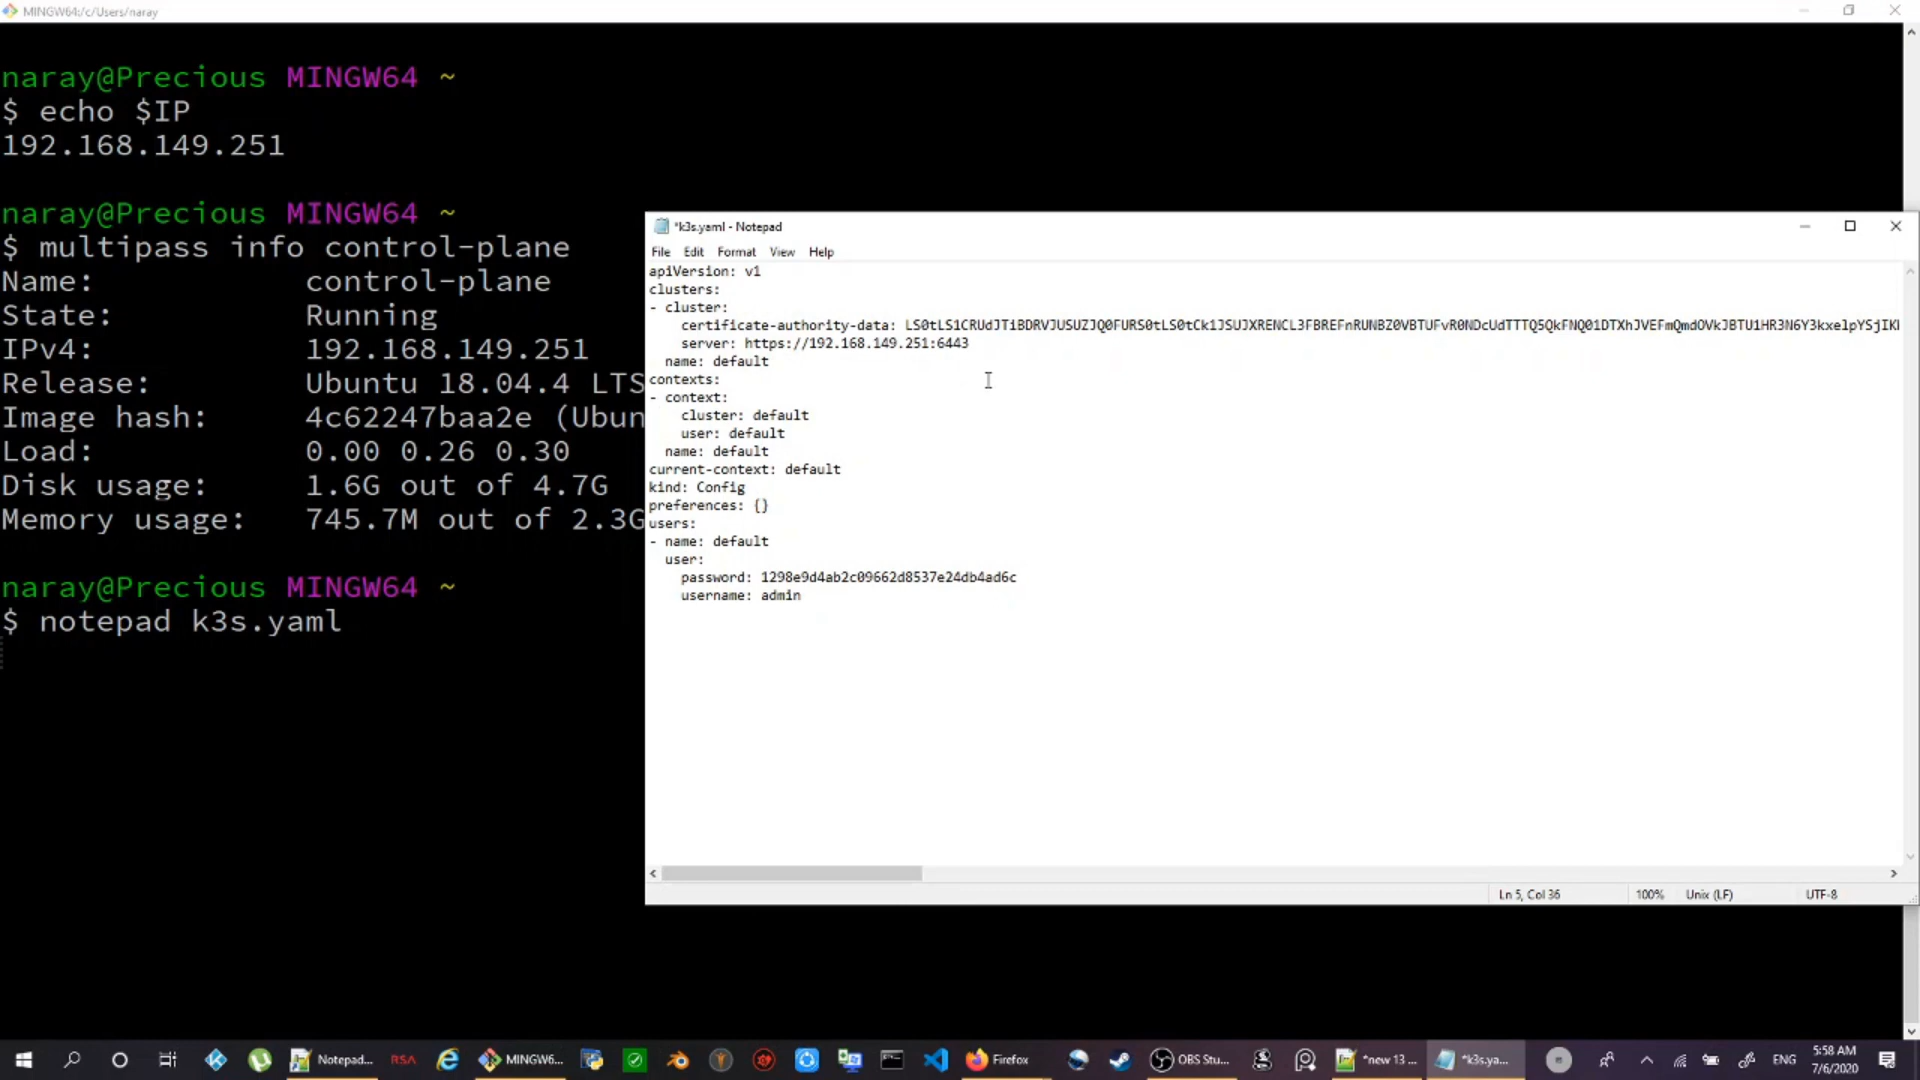 MINGW64:/c/Users/naray
naray@Precious MINGW64 ~
$ echo $IP
192.168.149.251
naray@Precious MINGW64 ~
$ multipass info control-plane
Name: control-plane
State: Running
IPv4: 192.168.149.251
Release: Ubuntu 18.04.4 LTS
Image hash: 4c62247baa2e (Ubun
Load: 0.00 0.26 0.30
Disk usage: 1.6G out of 4.7G
Memory usage: 745.7M out of 2.3G
naray@Precious MINGW64 ~
$ notepad k3s.yaml
*k3s.yaml - Notepad
File Edit Format View Help
apiVersion: v1
clusters:
- cluster:
certificate-authority-data:
server: https://192.168.149.251:6443
name: default
contexts:
- context:
cluster: default
user: default
name: default
current-context: default
kind: Config
preferences: {}
users:
- name: default
user:
password: 1298e9d4ab2c09662d8537e24db4ad6c
username: admin
Ln 5, Col 36 100% Unix (LF) UTF-8
Notepad... RSA MINGW6... Firefox OBS Stu... *new 13 ... *k3s.ya... ENG 5:58 AM
7/6/2020